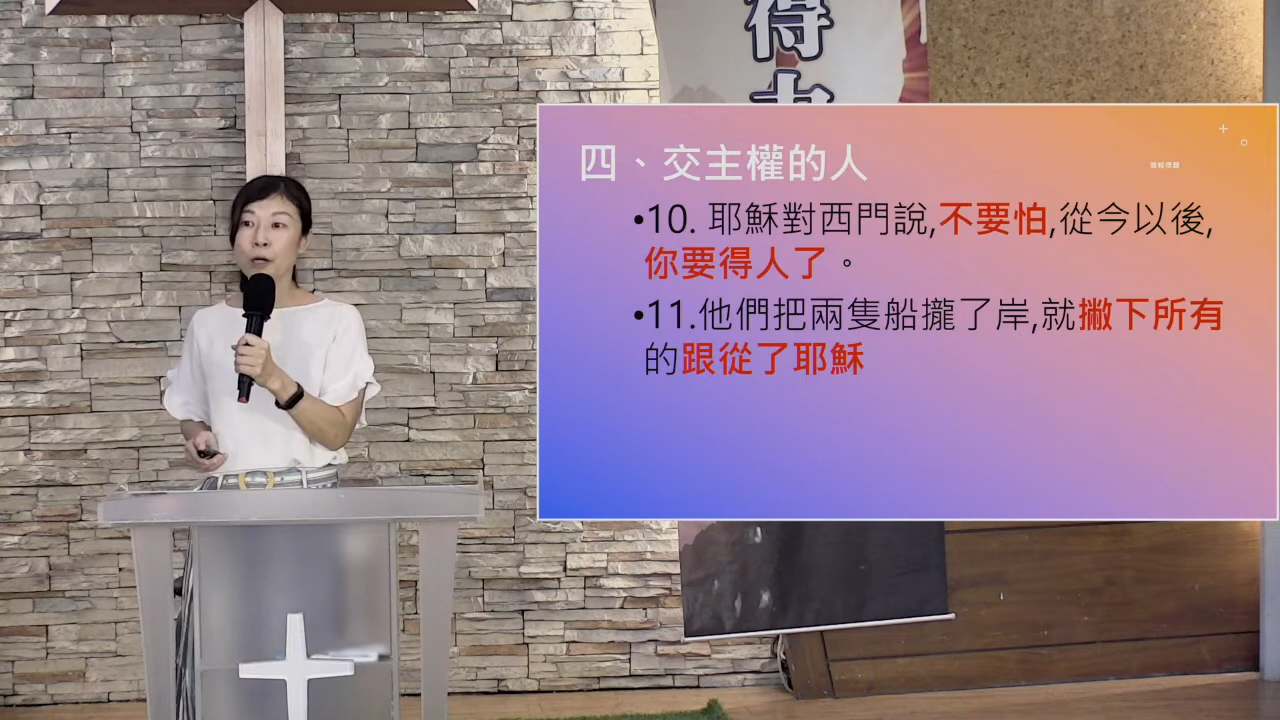 得
四、交主權的人
•10. 耶穌對西門說,不要怕,從今以後,
你要得人了。
•11.他們把兩隻船攏了岸,就撇下所有
的跟從了耶穌